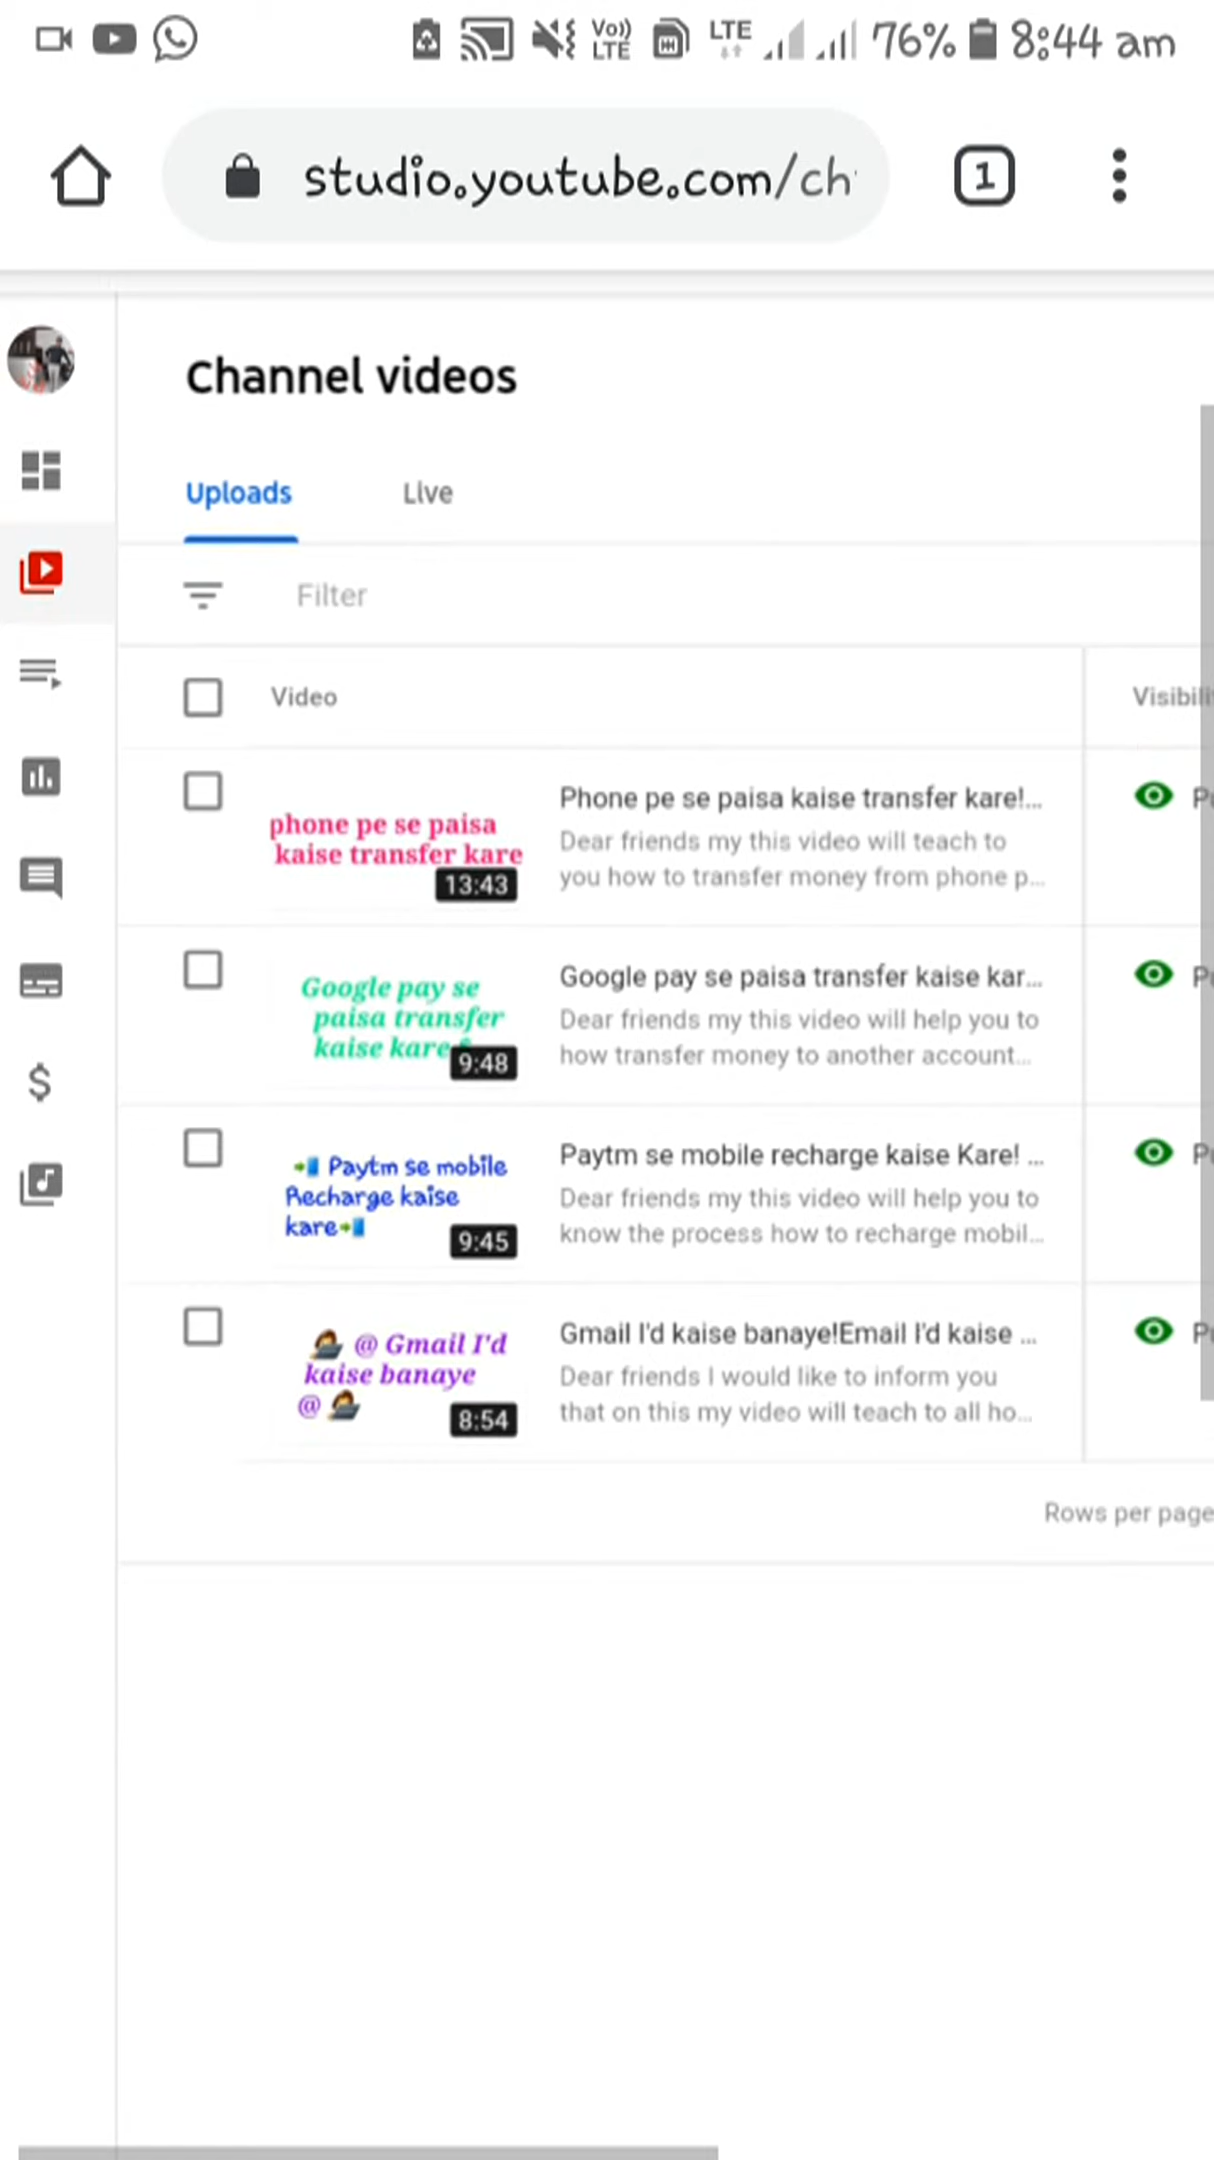 Vo)) LTE LTE 76% 8:44 am
studio.youtube.com/ch
1
Channel videos
Uploads Live
Filter
Video
Visibili
phone pe se paisa
kaise transfer kare
13:43
Phone pe se paisa kaise transfer kare!...
Dear friends my this video will teach to
you how to transfer money from phone p...
Google pay se
paisa transfer
kaise kare
9:48
Google pay se paisa transfer kaise kar...
Dear friends my this video will help you to
how transfer money to another account...
Paytm se mobile
Recharge kaise
kare
9:45
Paytm se mobile recharge kaise Kare! ...
Dear friends my this video will help you to
know the process how to recharge mobil...
@ Gmail I'd
kaise banaye
@
8:54
Gmail I'd kaise banaye!Email I'd kaise ...
Dear friends I would like to inform you
that on this my video will teach to all ho...
Rows per page